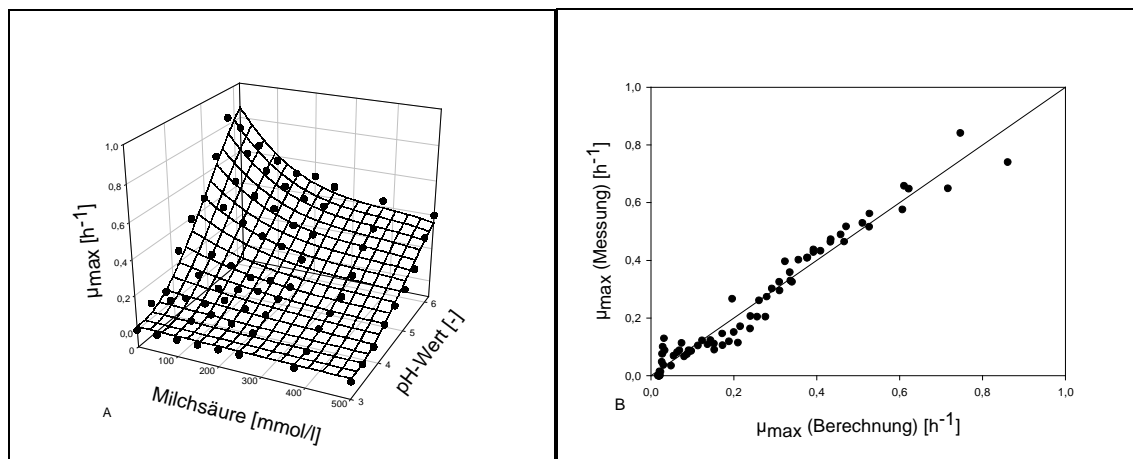 1,0
0,8
0,6
0,4
0,2
0,0
μmax [h-1]
0
100
200
300
400
500
Milchsäure [mmol/l]
3
4
5
6
pH-Wert [-]
A
1,0
0,8
0,6
0,4
0,2
0,0
μmax (Messung) [h-1]
0,0 0,2 0,4 0,6 0,8 1,0
μmax (Berechnung) [h-1]
B